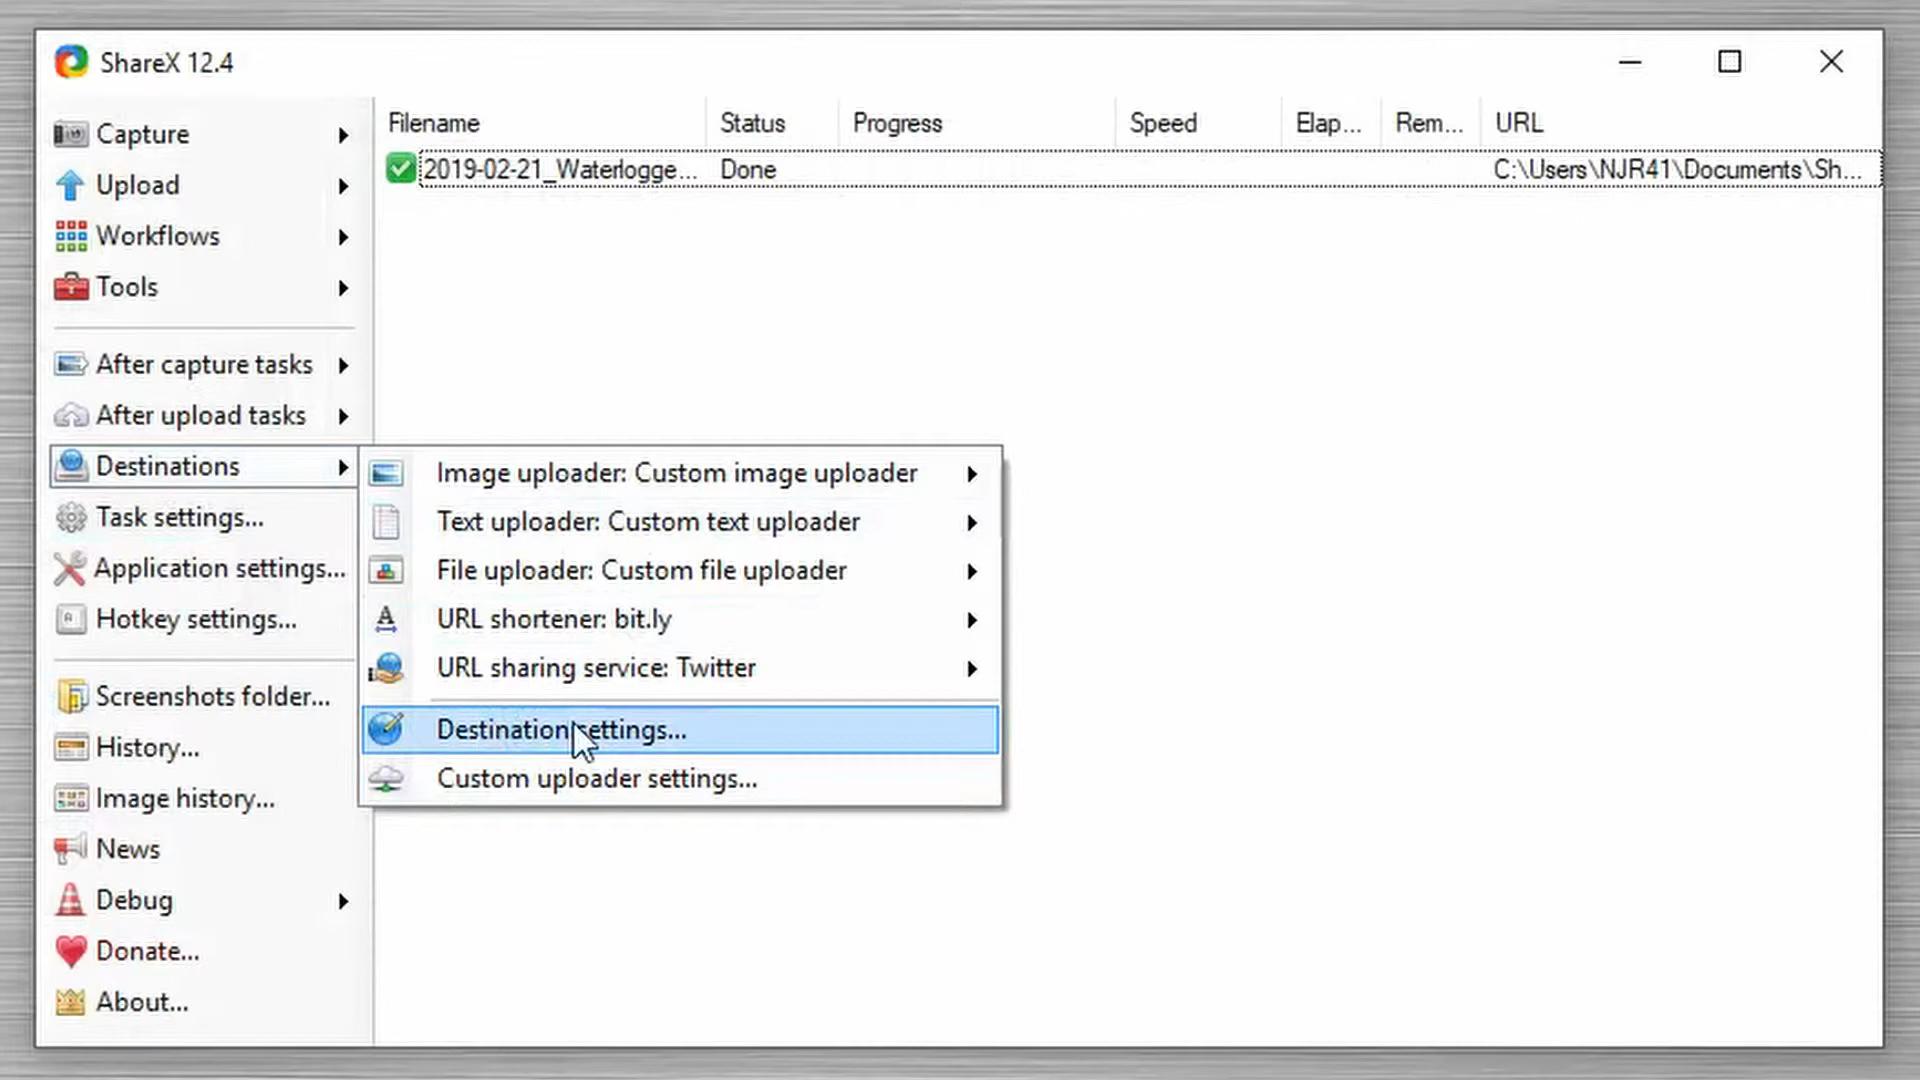 ShareX 12.4
Capture
Upload
Workflows
Tools
After capture tasks
After upload tasks
Destinations
Task settings...
Application settings...
Hotkey settings...
Screenshots folder...
History...
Image history...
News
Debug
Donate...
About...
Filename Status Progress Speed Elap... Rem... URL
2019-02-21_Waterlogge... Done C:\Users\NJR41\Documents\Sh...
Image uploader: Custom image uploader
Text uploader: Custom text uploader
File uploader: Custom file uploader
URL shortener: bit.ly
URL sharing service: Twitter
Destination settings...
Custom uploader settings...